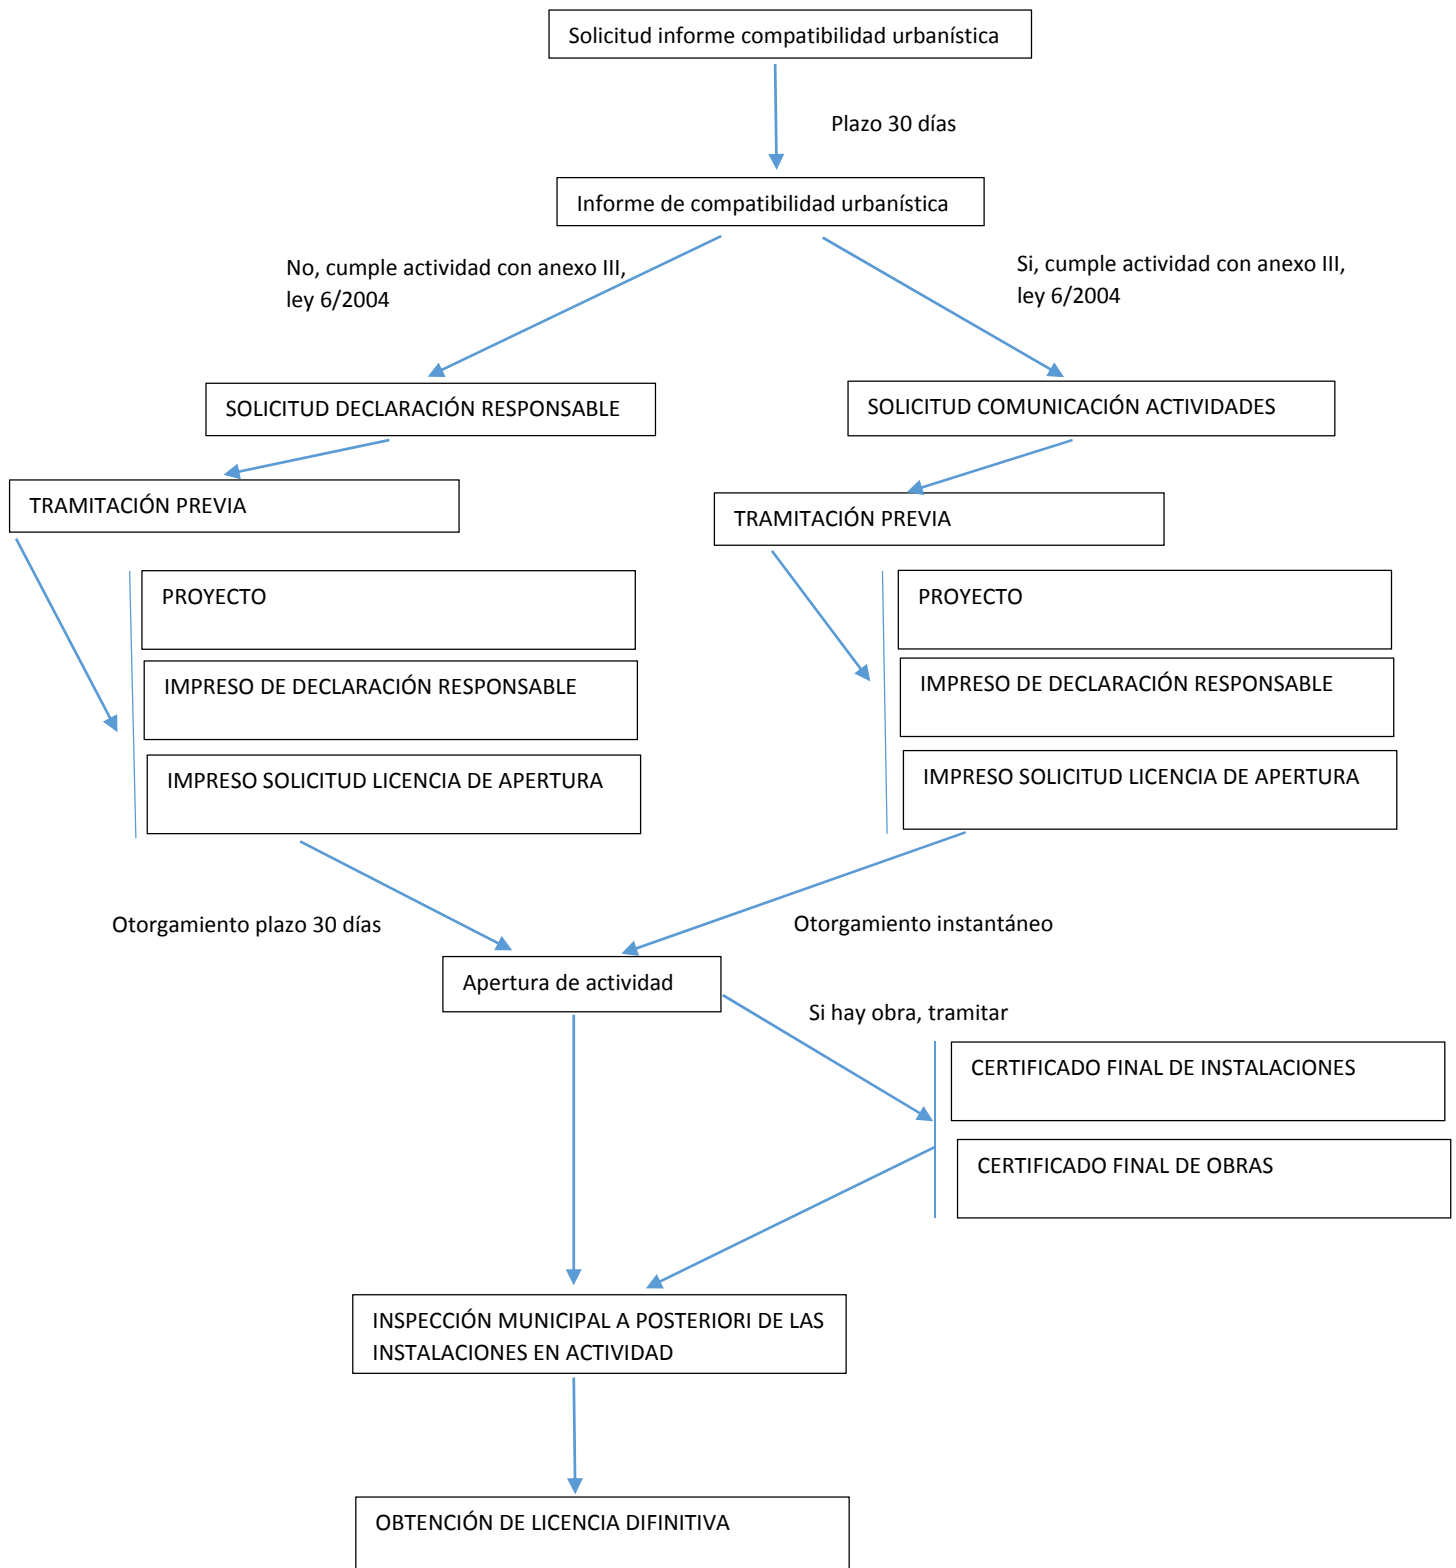 Solicitud informe compatibilidad urbanística
Plazo 30 días
Informe de compatibilidad urbanística
No, cumple actividad con anexo III,
ley 6/2004
Si, cumple actividad con anexo III,
ley 6/2004
SOLICITUD DECLARACIÓN RESPONSABLE
SOLICITUD COMUNICACIÓN ACTIVIDADES
TRAMITACIÓN PREVIA
TRAMITACIÓN PREVIA
PROYECTO
IMPRESO DE DECLARACIÓN RESPONSABLE
IMPRESO SOLICITUD LICENCIA DE APERTURA
PROYECTO
IMPRESO DE DECLARACIÓN RESPONSABLE
IMPRESO SOLICITUD LICENCIA DE APERTURA
Otorgamiento plazo 30 días
Otorgamiento instantáneo
Apertura de actividad
Si hay obra, tramitar
CERTIFICADO FINAL DE INSTALACIONES
CERTIFICADO FINAL DE OBRAS
INSPECCIÓN MUNICIPAL A POSTERIORI DE LAS
INSTALACIONES EN ACTIVIDAD
OBTENCIÓN DE LICENCIA DIFINITIVA